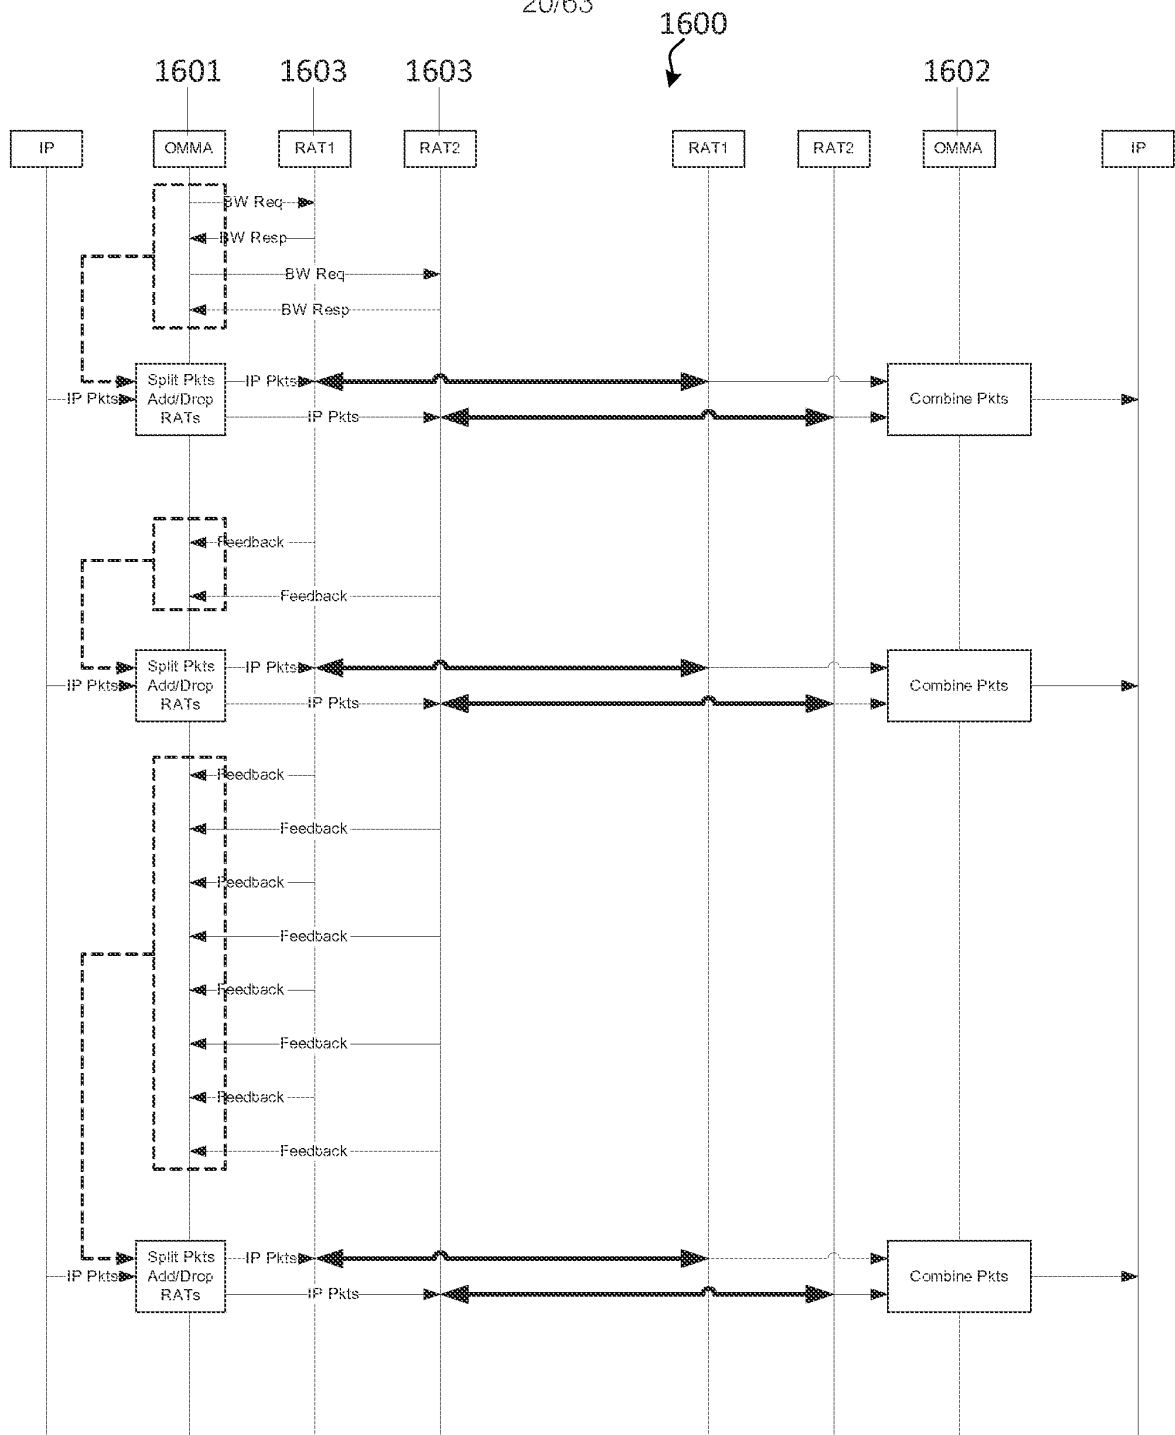 20/63
1600
1601 1603 1603 1602
IP OMMA RAT1 RAT2 RAT1 RAT2 OMMA IP
BW Req
BW Resp
BW Req
BW Resp
Split Pkts IP Pkts
IP Pkts Add/Drop Combine Pkts
RATs IP Pkts
Feedback
Feedback
Split Pkts IP Pkts
IP Pkts Add/Drop Combine Pkts
RATs IP Pkts
Feedback
Feedback
Feedback
Feedback
Feedback
Feedback
Feedback
Feedback
Split Pkts IP Pkts
IP Pkts Add/Drop Combine Pkts
RATs IP Pkts